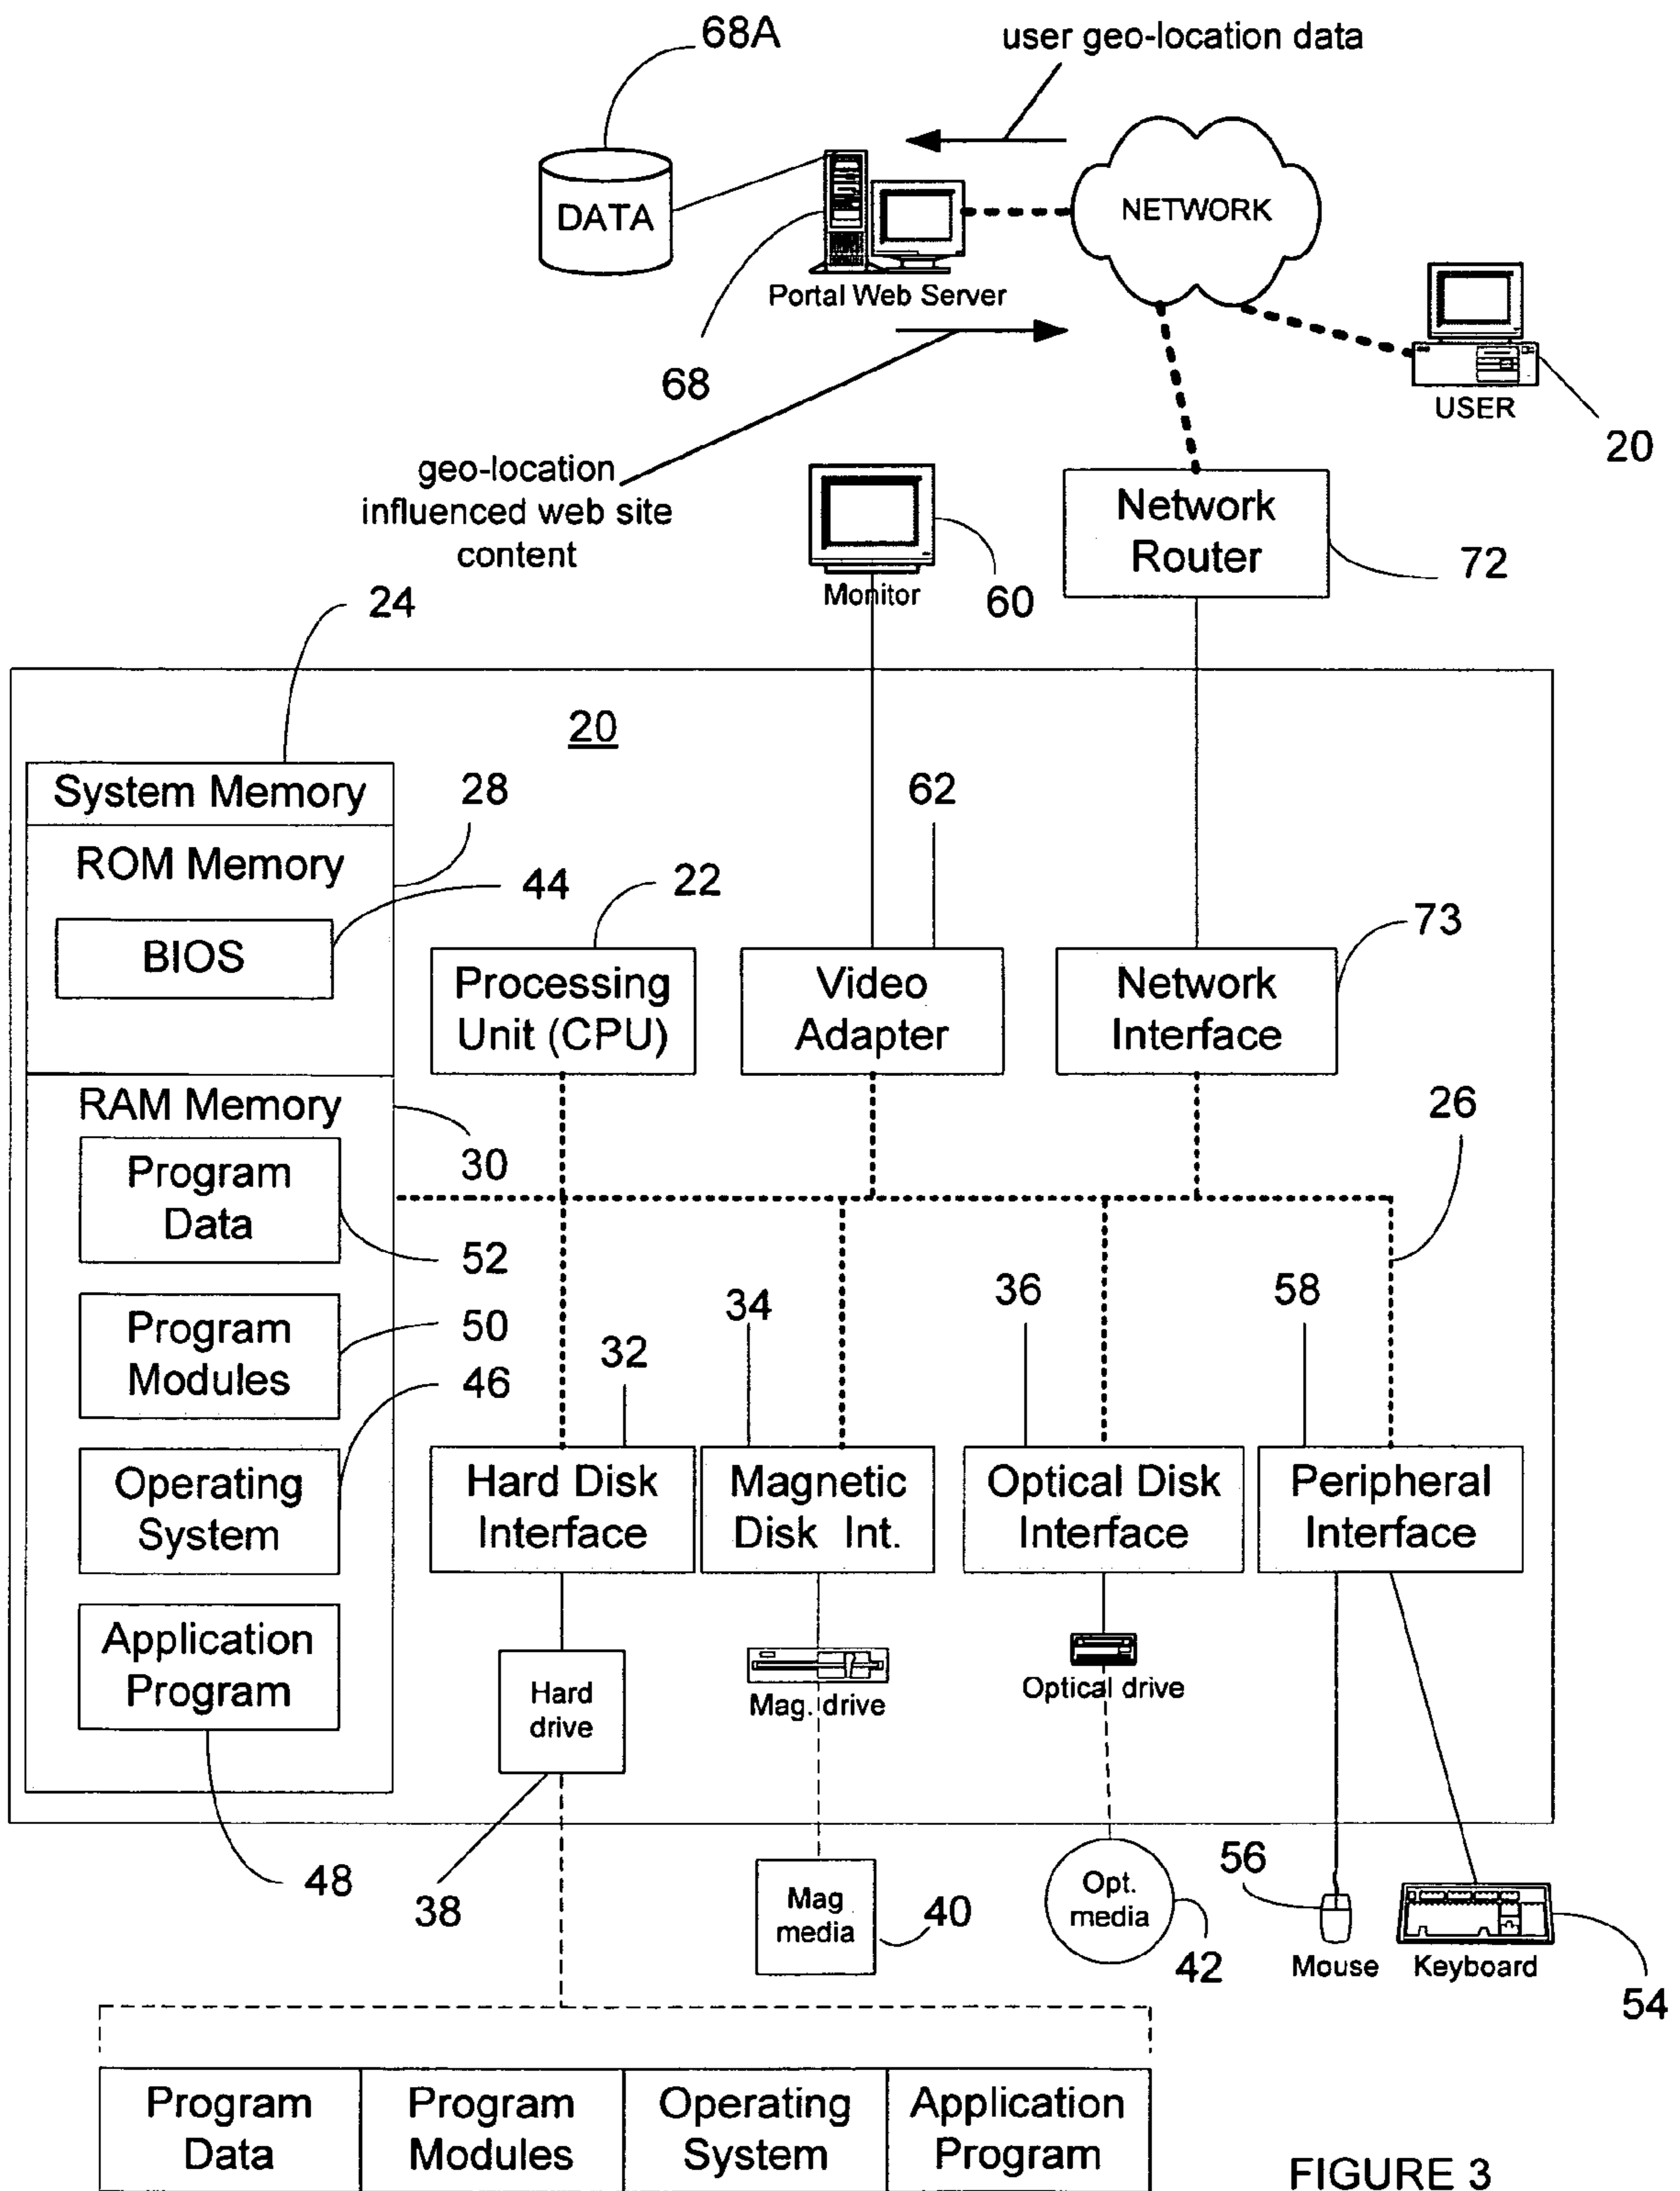 68A
user geo-location data
DATA
NETWORK
Portal Web Server
68
USER
20
geo-location
influenced web site
content
Monitor
60
Network
Router
72
24
20
System Memory
28
62
ROM Memory
44
22
73
BIOS
Processing
Unit (CPU)
Video
Adapter
Network
Interface
RAM Memory
30
26
Program
Data
52
34
36
58
Program
Modules
50
32
46
Operating
System
Hard Disk
Interface
Magnetic
Disk Int.
Optical Disk
Interface
Peripheral
Interface
Application
Program
Hard
drive
Mag. drive
Optical drive
48
38
Mag
media
40
Opt.
media
42
56
Mouse
Keyboard
54
Program
Data
Program
Modules
Operating
System
Application
Program
FIGURE 3